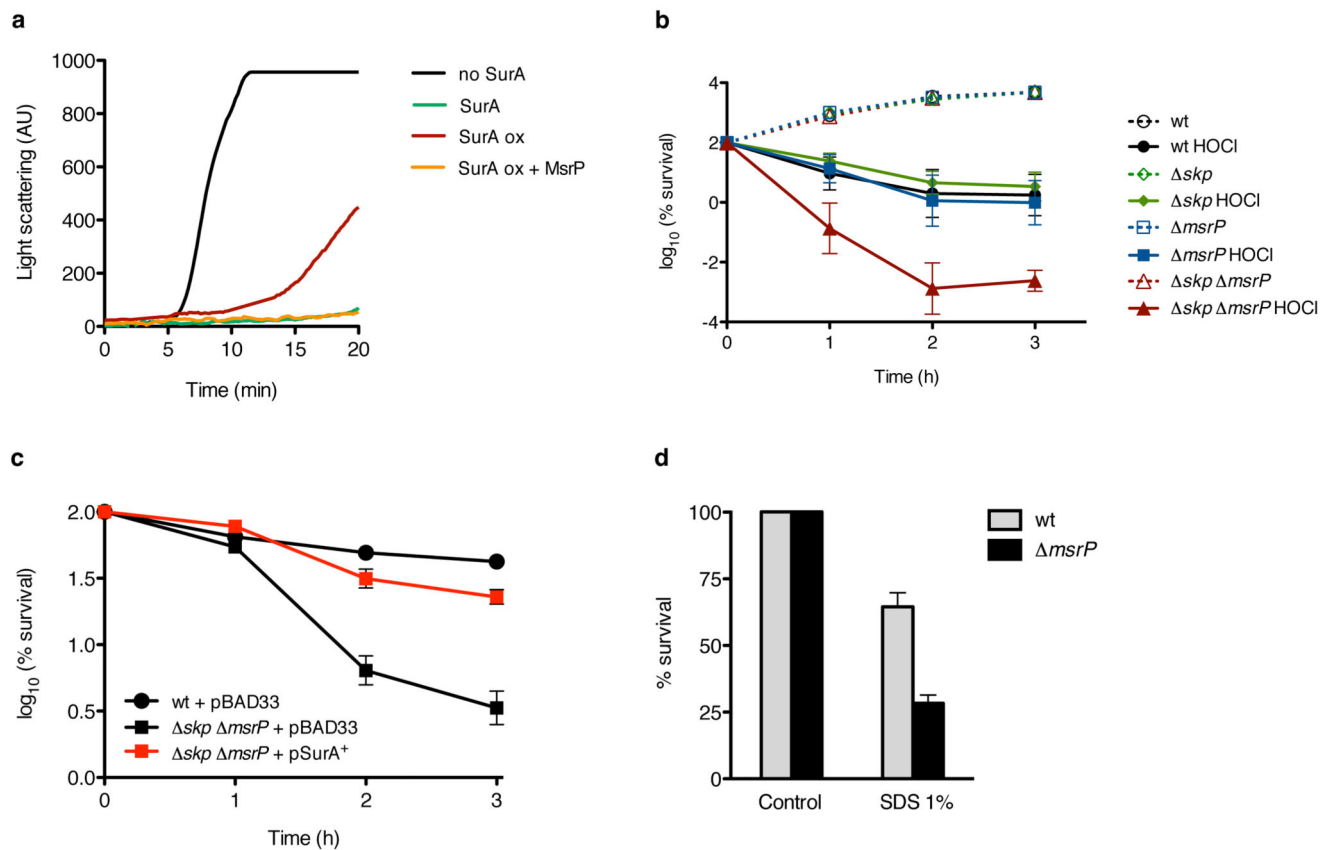 a
Light scattering (AU)
1000
800
600
400
200
0
0 5 10 15 20
Time (min)
no SurA
SurA
SurA ox
SurA ox + MsrP
b
log10 (% survival)
4
2
0
-2
-4
0 1 2 3
Time (h)
wt
wt HOCl
Δskp
Δskp HOCl
ΔmsrP
ΔmsrP HOCl
Δskp ΔmsrP
Δskp ΔmsrP HOCl
c
log10 (% survival)
2.0
1.5
1.0
0.5
0.0
wt + pBAD33
Δskp ΔmsrP + pBAD33
Δskp ΔmsrP + pSurA+
0 1 2 3
Time (h)
d
% survival
100
75
50
25
0
Control SDS 1%
wt
ΔmsrP